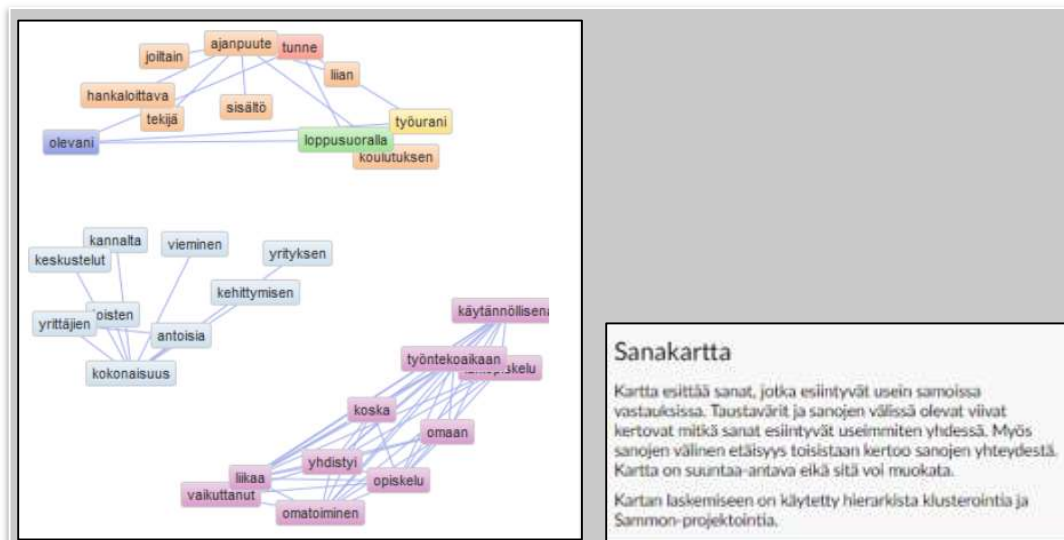 ajanpuute
tunne
joiltain
liian
hankaloittava
sisältö
tekijä
työurani
olevani
loppusuoralla
koulutuksen
kannalta
vieminen
yrityksen
keskustelut
kehittymisen
yrittäjien
antoisia
kokonaisuus
käytännöllisenä
työntekoaikaan
koska
omaan
yhdistyi
liikaa
opiskelu
vaikuttanut
omatoiminen
Sanakartta
Kartta esittää sanat, jotka esiintyvät usein samoissa
vastauksissa. Taustavärit ja sanojen välissä olevat viivat
kertovat mitkä sanat esiintyvät useimmiten yhdessä. Myös
sanojen välinen etäisyys toisistaan kertoo sanojen yhteydestä.
Kartta on suuntaa-antava eikä sitä voi muokata.
Kartan laskemiseen on käytetty hierarkista klusterointia ja
Sammon-projektointia.